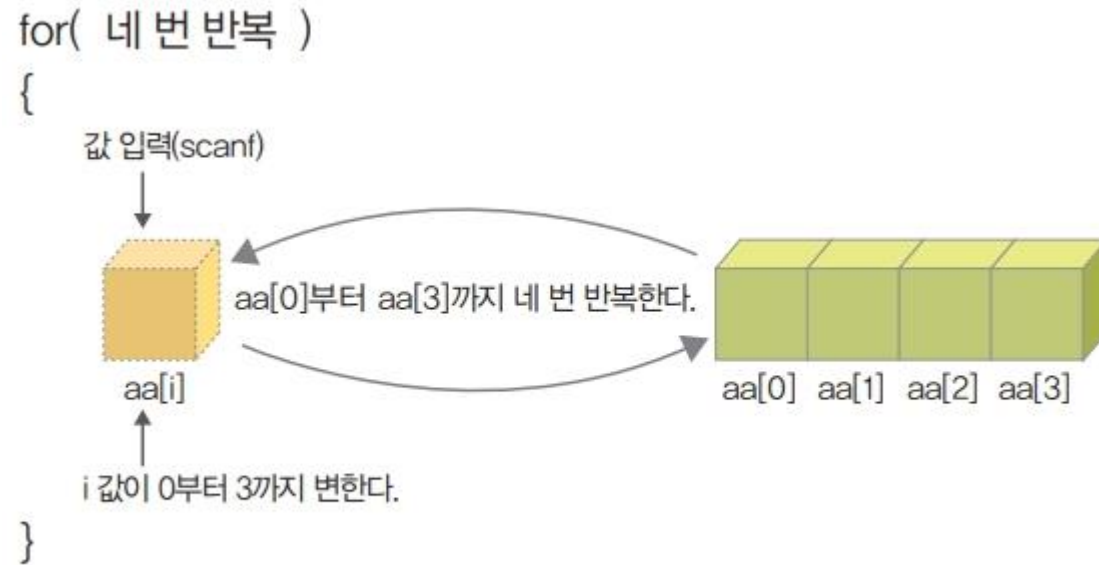 for( 네 번 반복 )
{
값 입력(scanf)
aa[0]부터 aa[3]까지 네 번 반복한다.
aa[i]
aa[0] aa[1] aa[2] aa[3]
i 값이 0부터 3까지 변한다.
}